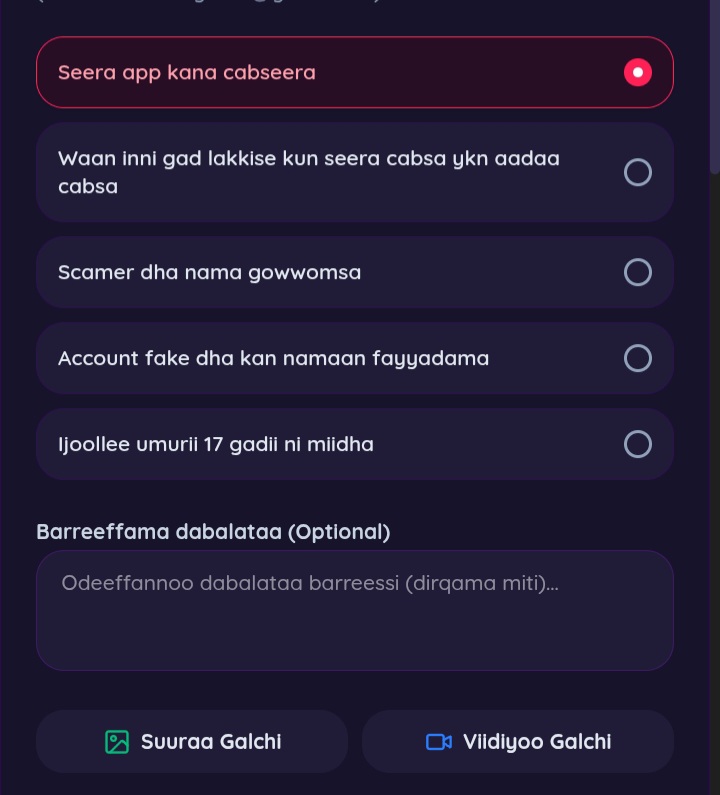 Seera app kana cabseera
Waan inni gad lakkise kun seera cabsa ykn aadaa
cabsa
Scamer dha nama gowwomsa
Account fake dha kan namaan fayyadama
Ijoollee umurii 17 gadii ni miidha
Barreeffama dabalataa (Optional)
Odeeffannoo dabalataa barreessi (dirqama miti)...
Suuraa Galchi
Viidiyoo Galchi